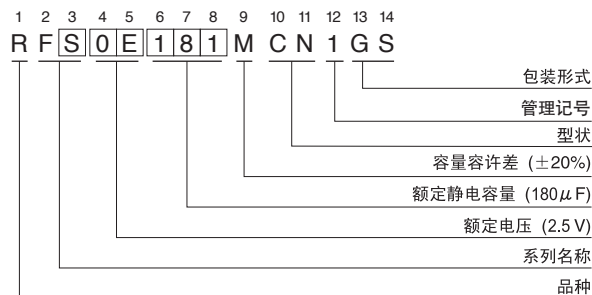 1 2 3 4 5 6 7 8 9 10 11 12 13 14
R F S 0 E 1 8 1 M C N 1 G S
包装形式
管理记号
型状
容量容许差 (±20%)
额定静电容量 (180μF)
额定电压 (2.5V)
系列名称
品种